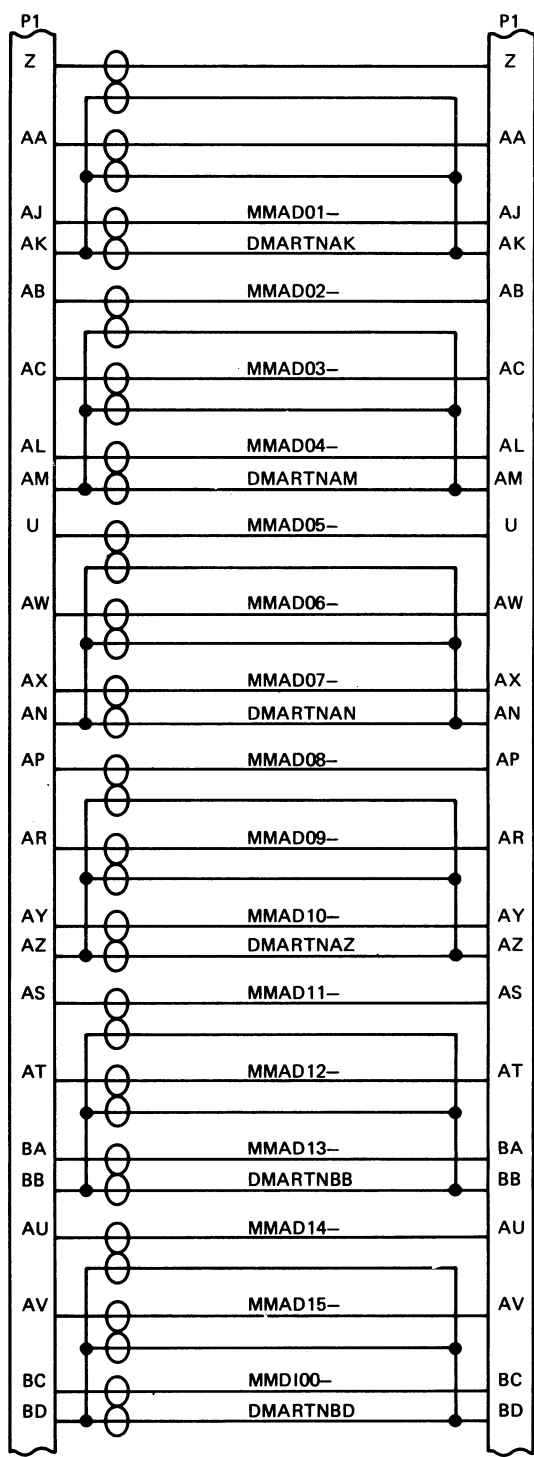 P1 P1
Z Z
AA AA
AJ MMAD01– AJ
AK DMARTNAK AK
AB MMAD02– AB
AC MMAD03– AC
AL MMAD04– AL
AM DMARTNAM AM
U MMAD05– U
AW MMAD06– AW
AX MMAD07– AX
AN DMARTNAN AN
AP MMAD08– AP
AR MMAD09– AR
AY MMAD10– AY
AZ DMARTNAZ AZ
AS MMAD11– AS
AT MMAD12– AT
BA MMAD13– BA
BB DMARTNBB BB
AU MMAD14– AU
AV MMAD15– AV
BC MMDI00– BC
BD DMARTNBD BD